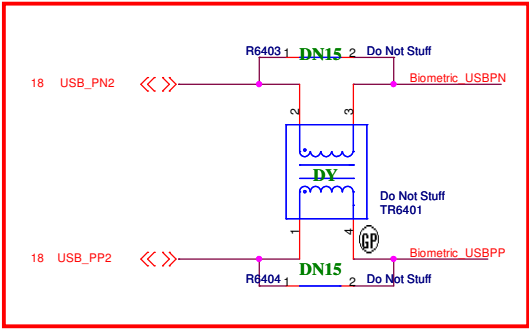 R6403 1 DN15 2 Do Not Stuff
18 USB_PN2 Biometric_USBPN
2 3
DY
Do Not Stuff
TR6401
1 4 GP
18 USB_PP2 Biometric_USBPP
DN15
R6404 1 2 Do Not Stuff